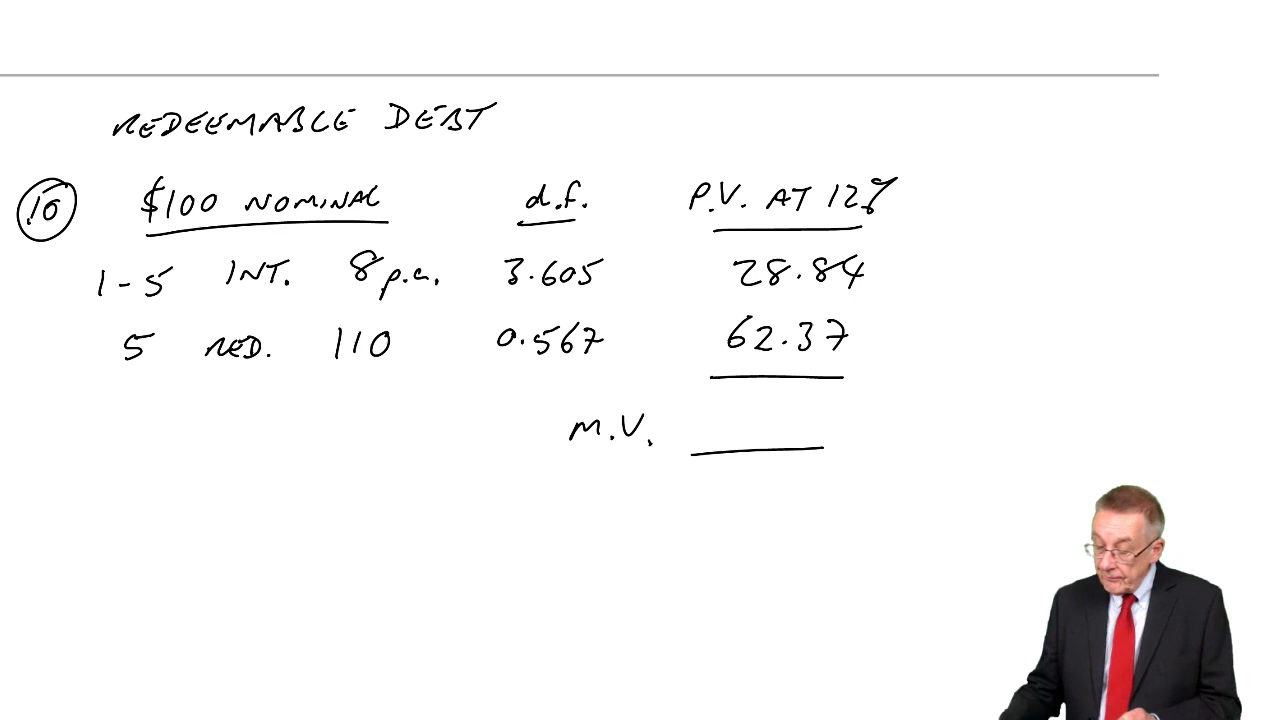 REDEEMABLE DEBT
10 $100 NOMINAL d.f. P.V. AT 12%
1-5 INT. 8 p.a. 3.605 28.84
5 RED. 110 0.567 62.37
M.V.